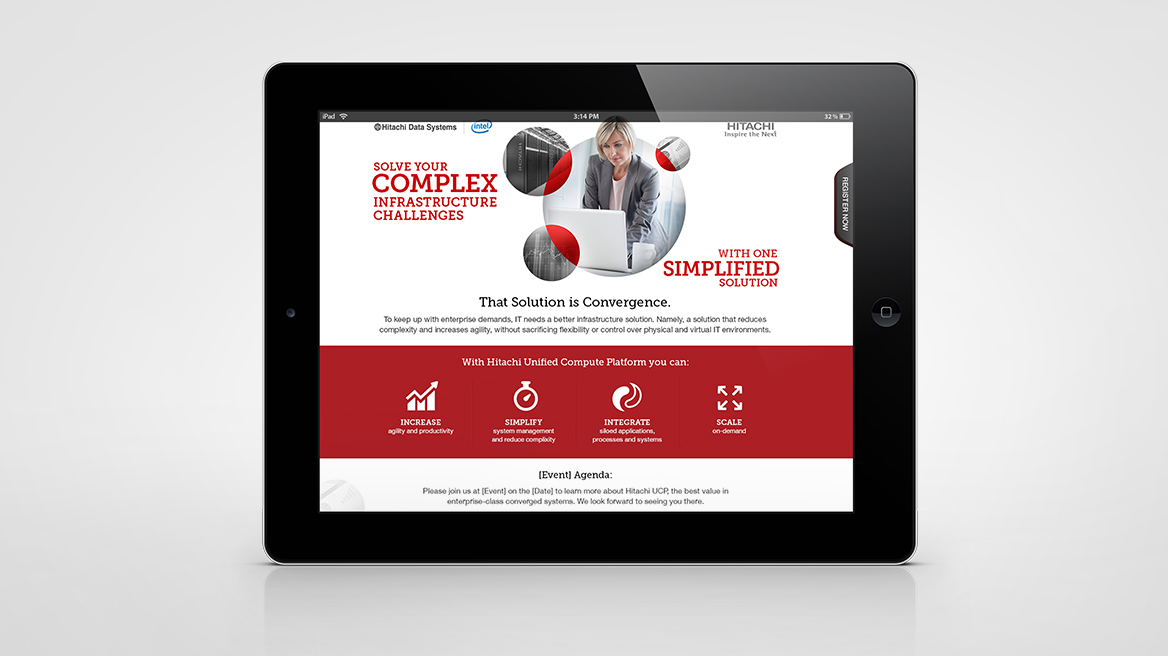 iPad
3:14 PM
32%
Hitachi Data Systems
intel
HITACHI
Inspire the Next
HITACHI
SOLVE YOUR
COMPLEX
INFRASTRUCTURE
CHALLENGES
REGISTER NOW
WITH ONE
SIMPLIFIED
SOLUTION
That Solution is Convergence.
To keep up with enterprise demands, IT needs a better infrastructure solution. Namely, a solution that reduces
complexity and increases agility, without sacrificing flexibility or control over physical and virtual IT environments.
With Hitachi Unified Compute Platform you can:
INCREASE
agility and productivity
SIMPLIFY
system management
and reduce complxity
INTEGRATE
siloed applications,
processes and systems
SCALE
on-demand
[Event] Agenda:
Please join us at [Event] on the [Date] to learn more about Hitachi UCP, the best value in
enterprise-class converged systems. We look forward to seeing you there.